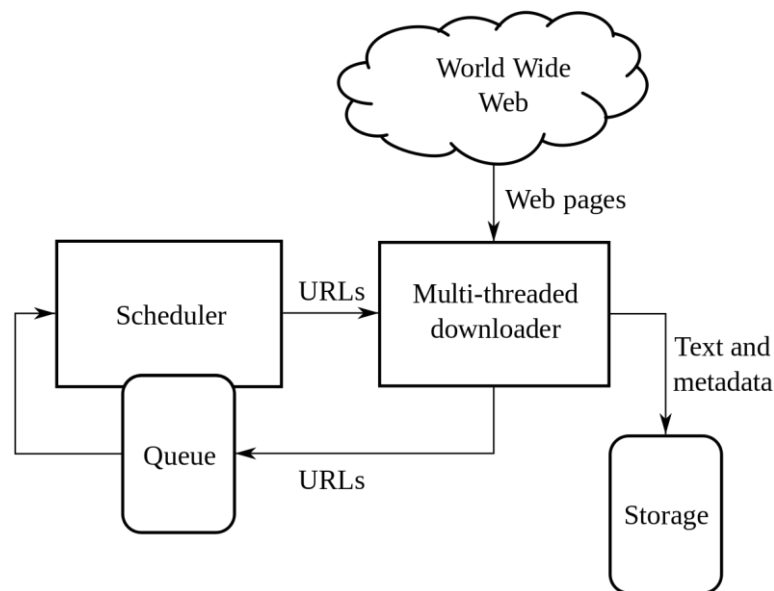 World Wide
Web
Web pages
URLs
Scheduler
Multi-threaded
downloader
Text and
metadata
Queue
URLs
Storage